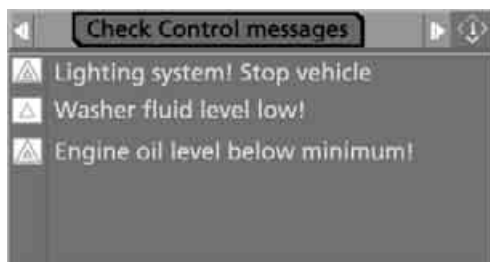 Check Control messages
Lighting system! Stop vehicle
Washer fluid level low!
Engine oil level below minimum!